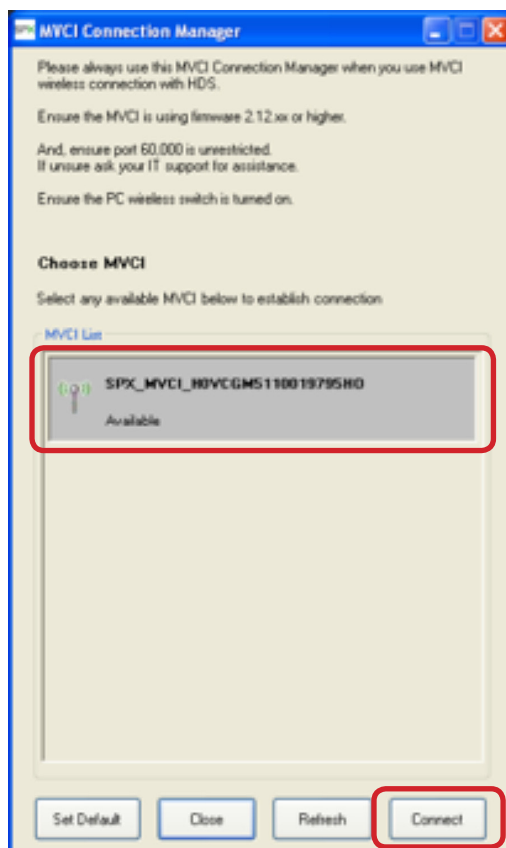 SPX MVCI Connection Manager
Please always use this MVCI Connection Manager when you use MVCI
wireless connection with HDS.
Ensure the MVCI is using firmware 2.12.xx or higher.
And, ensure port 60,000 is unrestricted.
If unsure ask your IT support for assistance.
Ensure the PC wireless switch is turned on.
Choose MVCI
Select any available MVCI below to establish connection
MVCI List
SPX_MVCI_H0VCGM5110019795HO
Available
Set Default
Close
Refresh
Connect